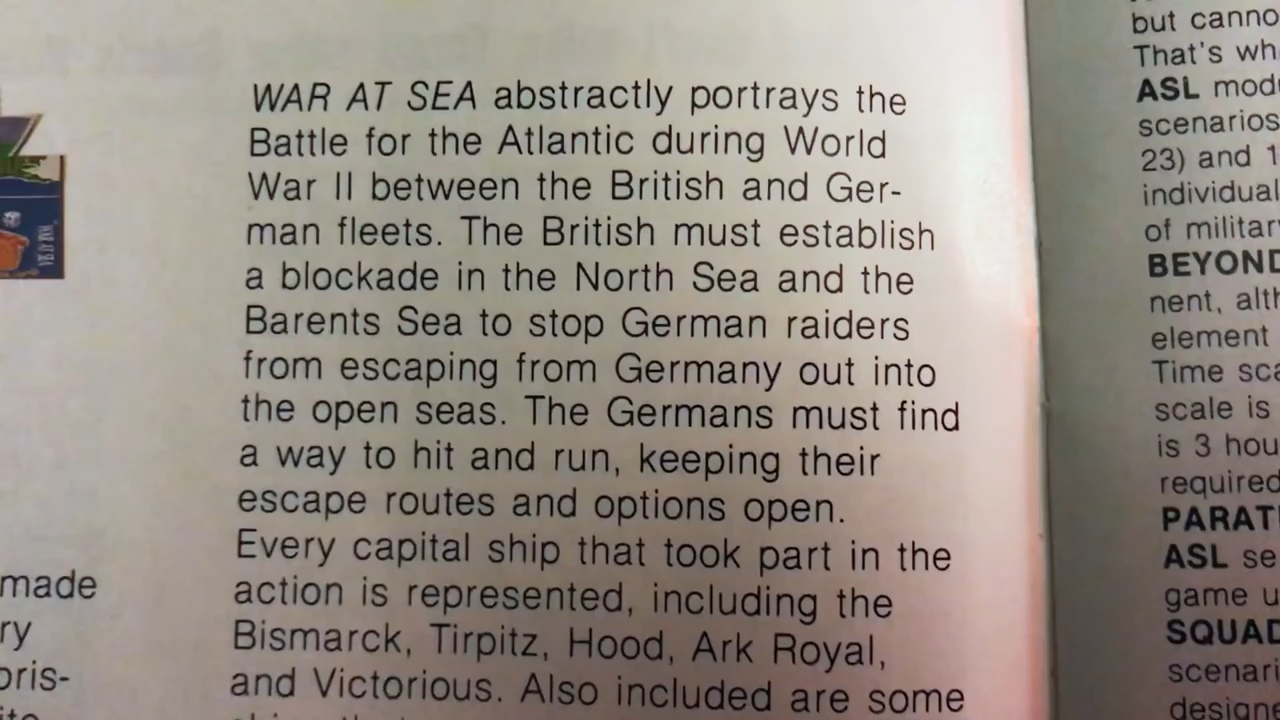 WAR AT SEA abstractly portrays the
Battle for the Atlantic during World
War II between the British and Ger-
man fleets. The British must establish
a blockade in the North Sea and the
Barents Sea to stop German raiders
from escaping from Germany out into
the open seas. The Germans must find
a way to hit and run, keeping their
escape routes and options open.
Every capital ship that took part in the
action is represented, including the
Bismarck, Tirpitz, Hood, Ark Royal,
and Victorious. Also included are some
made
ry
oris-
but canno
That's wh
ASL modu
scenarios
23) and 1
individual
of militar
BEYOND
nent, alth
element
Time sca
scale is
is 3 hou
required
PARAT
ASL se
game u
SQUAD
scenari
designe